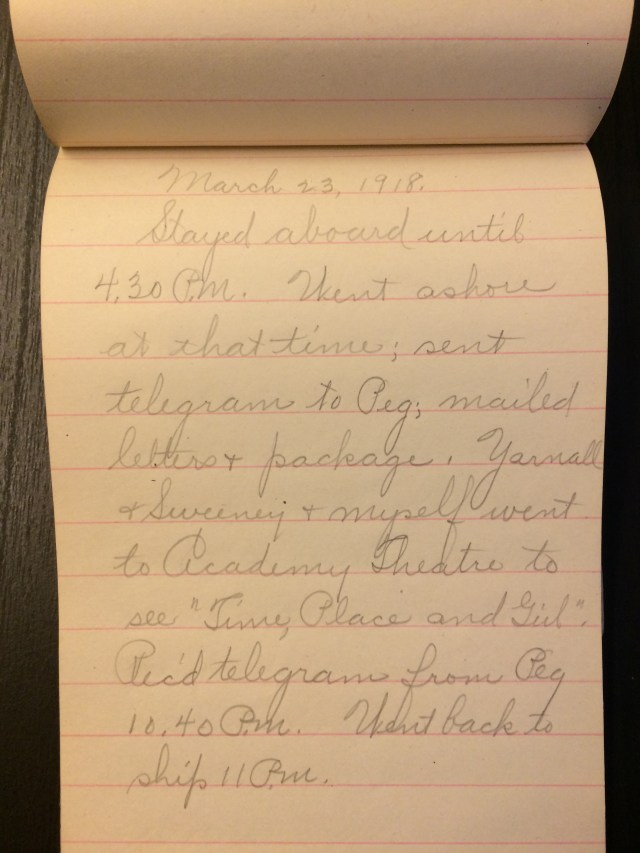 March 23, 1918.
Stayed aboard until
4.30 P.M. Went ashore
at that time; sent
telegram to Peg; mailed
letters & package. Yarnall
& Sweeney & myself went
to Academy Theatre to
see "Time, Place and Girl".
Rec'd telegram from Peg
10.40 P.m. Went back to
ship 11 P.m.